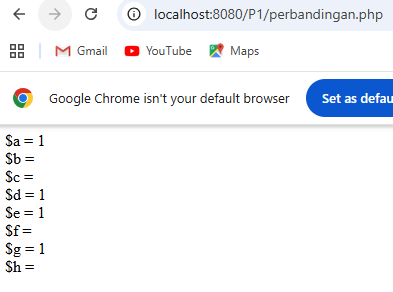 localhost:8080/P1/perbandingan.php
Gmail YouTube Maps
Google Chrome isn't your default browser Set as defau
$a = 1
$b =
$c =
$d = 1
$e = 1
$f =
$g = 1
$h =